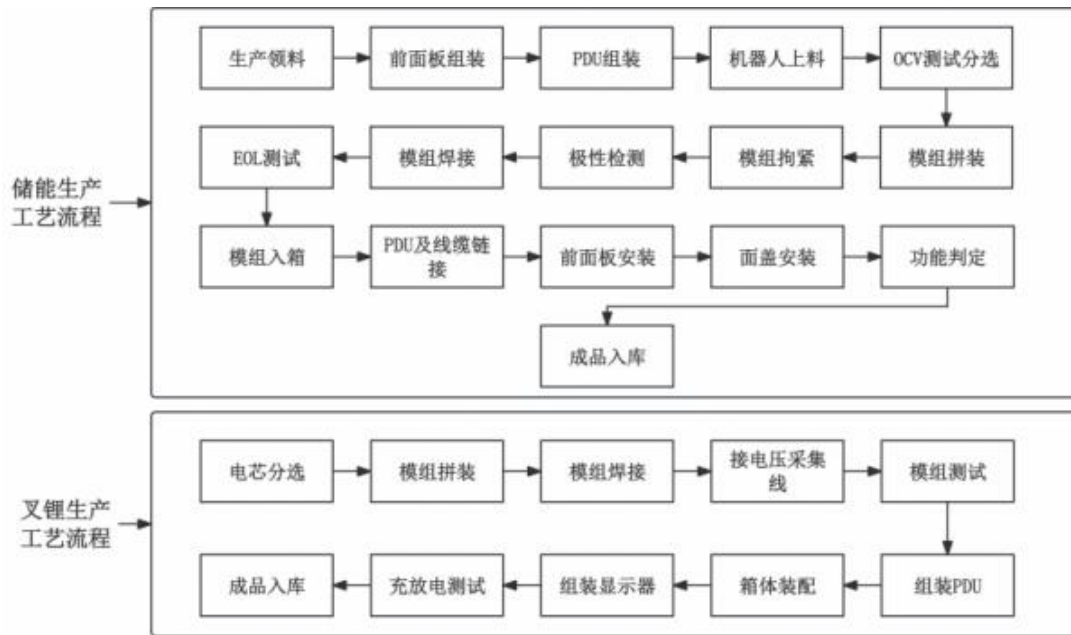 储能生产
工艺流程
生产领料
前面板组装
PDU组装
机器人上料
OCV测试分选
EOL测试
模组焊接
极性检测
模组拘紧
模组拼装
模组入箱
PDU及线缆链
接
前面板安装
面盖安装
功能判定
成品入库
叉锂生产
工艺流程
电芯分选
模组拼装
模组焊接
接电压采集
线
模组测试
成品入库
充放电测试
组装显示器
箱体装配
组装PDU